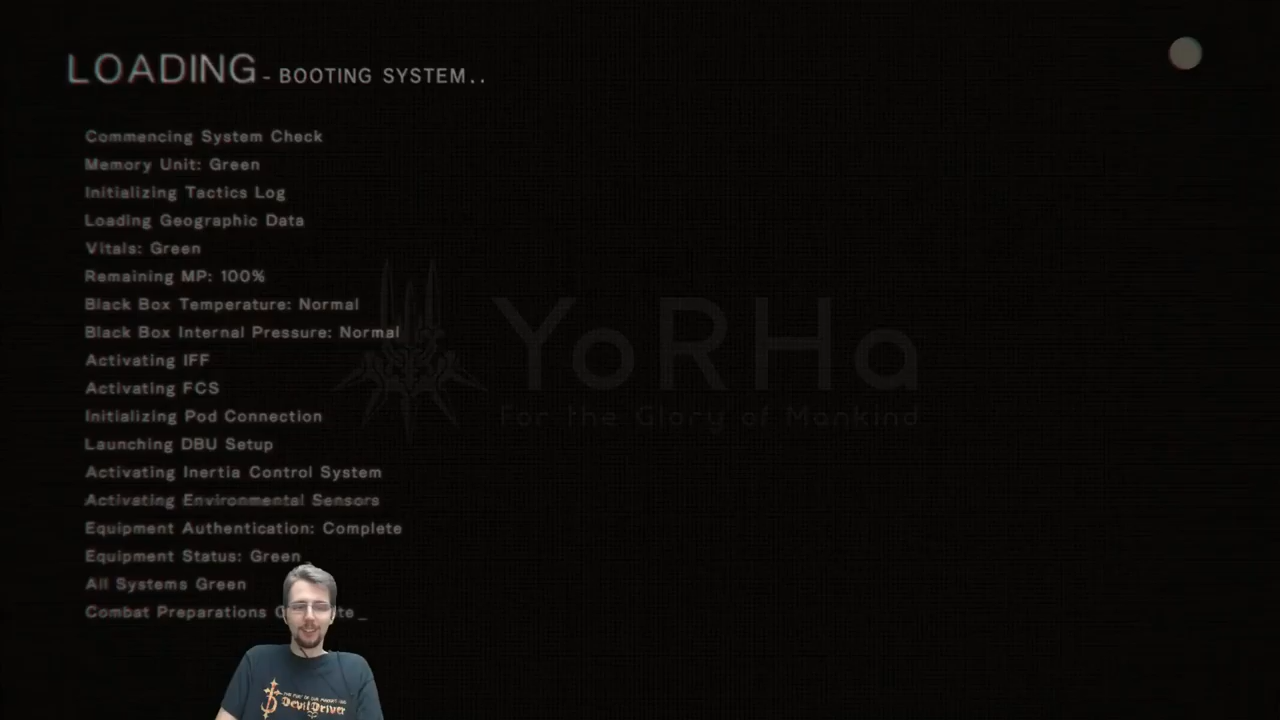 LOADING - BOOTING SYSTEM..
Commencing System Check
Memory Unit: Green
Initializing Tactics Log
Loading Geographic Data
Vitals: Green
Remaining MP: 100%
Black Box Temperature: Normal
Black Box Internal Pressure: Normal
YoRHa
For the Glory of Mankind
Activating IFF
Activating FCS
Initializing Pod Connection
Launching DBU Setup
Activating Inertia Control System
Activating Environmental Sensors
Equipment Authentication: Complete
Equipment Status: Green
All Systems Green
Combat Preparations C te_
DevilDriver